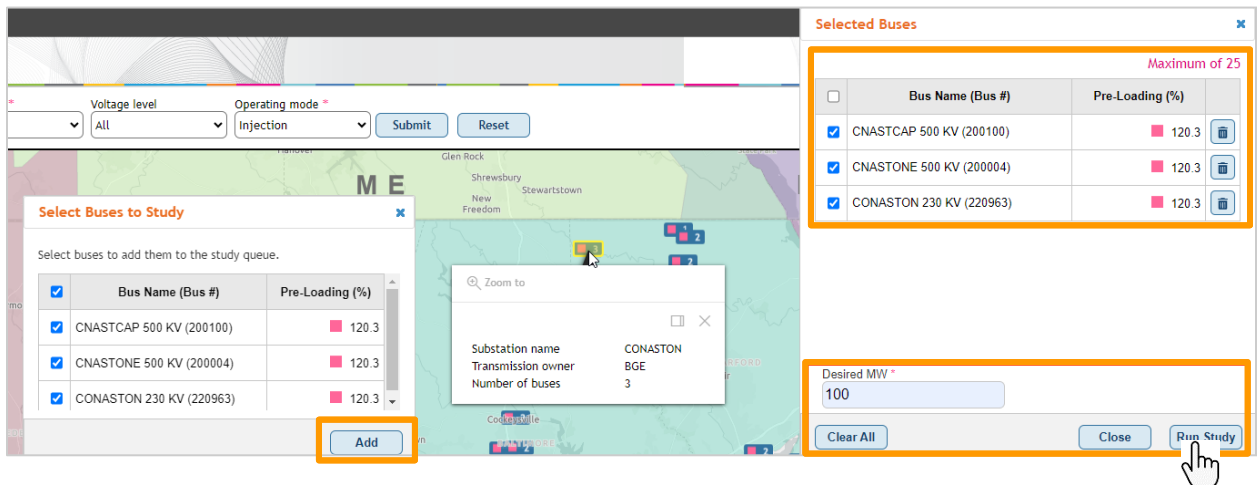 Selected Buses
Maximum of 25
Bus Name (Bus #) Pre-Loading (%)
CNASTCAP 500 KV (200100) 120.3
CNASTONE 500 KV (200004) 120.3
CONASTON 230 KV (220963) 120.3
Desired MW *
100
Clear All Close Run Study
* Voltage level Operating mode *
All Injection Submit Reset
Glen Rock
M E
Shrewsbury
Stewartstown
New
Freedom
Select Buses to Study
Select buses to add them to the study queue.
Bus Name (Bus #) Pre-Loading (%)
CNASTCAP 500 KV (200100) 120.3
CNASTONE 500 KV (200004) 120.3
CONASTON 230 KV (220963) 120.3
Add
3
2
2
Zoom to
Substation name CONASTON
Transmission owner BGE
Number of buses 3
2
2